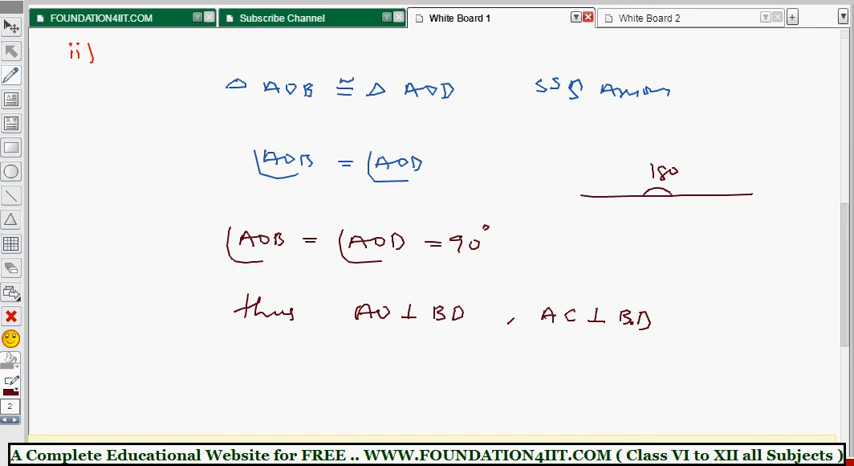 FOUNDATION4IIT.COM Subscribe Channel White Board 1 White Board 2
ii)
△ AOB ≅ △ AOD SSS Axiom
∠AOB = ∠AOD
180
∠AOB = ∠AOD = 90°
thus AO ⊥ BD , AC ⊥ BD
2
A Complete Educational Website for FREE .. WWW.FOUNDATION4IIT.COM ( Class VI to XII all Subjects )